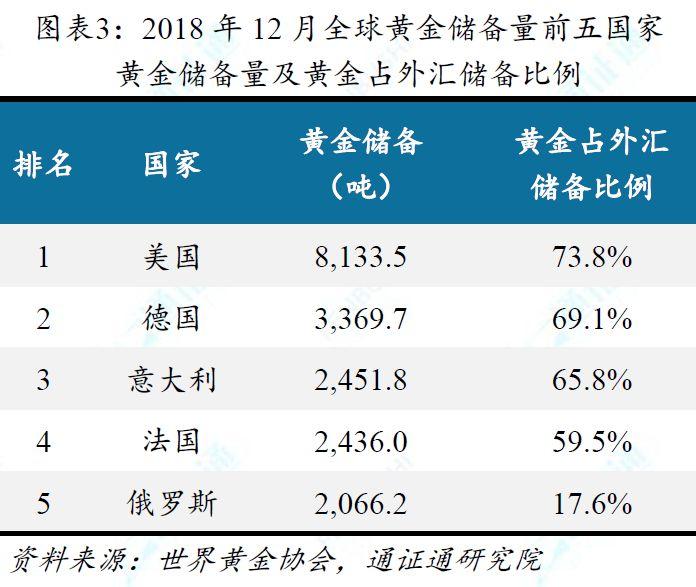 图表3：2018 年 12 月全球黄金储备量前五国家
黄金储备量及黄金占外汇储备比例
排名 国家 黄金储备（吨） 黄金占外汇储备比例
1 美国 8,133.5 73.8%
2 德国 3,369.7 69.1%
3 意大利 2,451.8 65.8%
4 法国 2,436.0 59.5%
5 俄罗斯 2,066.2 17.6%
资料来源：世界黄金协会，通证通研究院